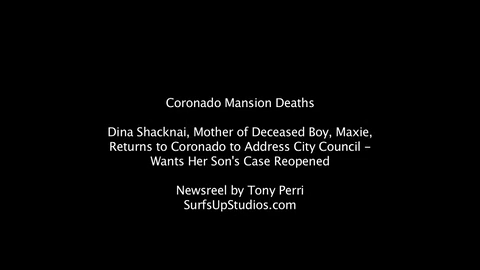 Coronado Mansion Deaths
Dina Shacknai, Mother of Deceased Boy, Maxie,
Returns to Coronado to Address City Council –
Wants Her Son's Case Reopened
Newsreel by Tony Perri
SurfsUpStudios.com